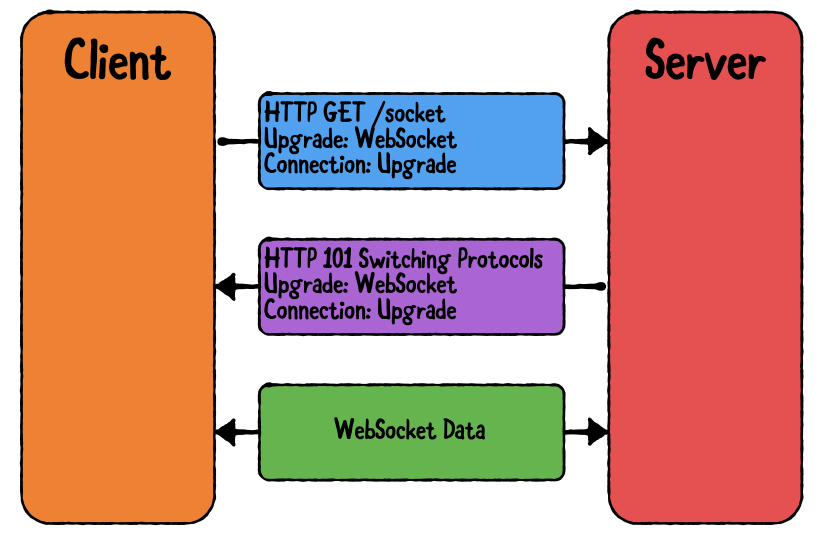 Client
Server
HTTP GET /socket
Upgrade: WebSocket
Connection: Upgrade
HTTP 101 Switching Protocols
Upgrade: WebSocket
Connection: Upgrade
WebSocket Data